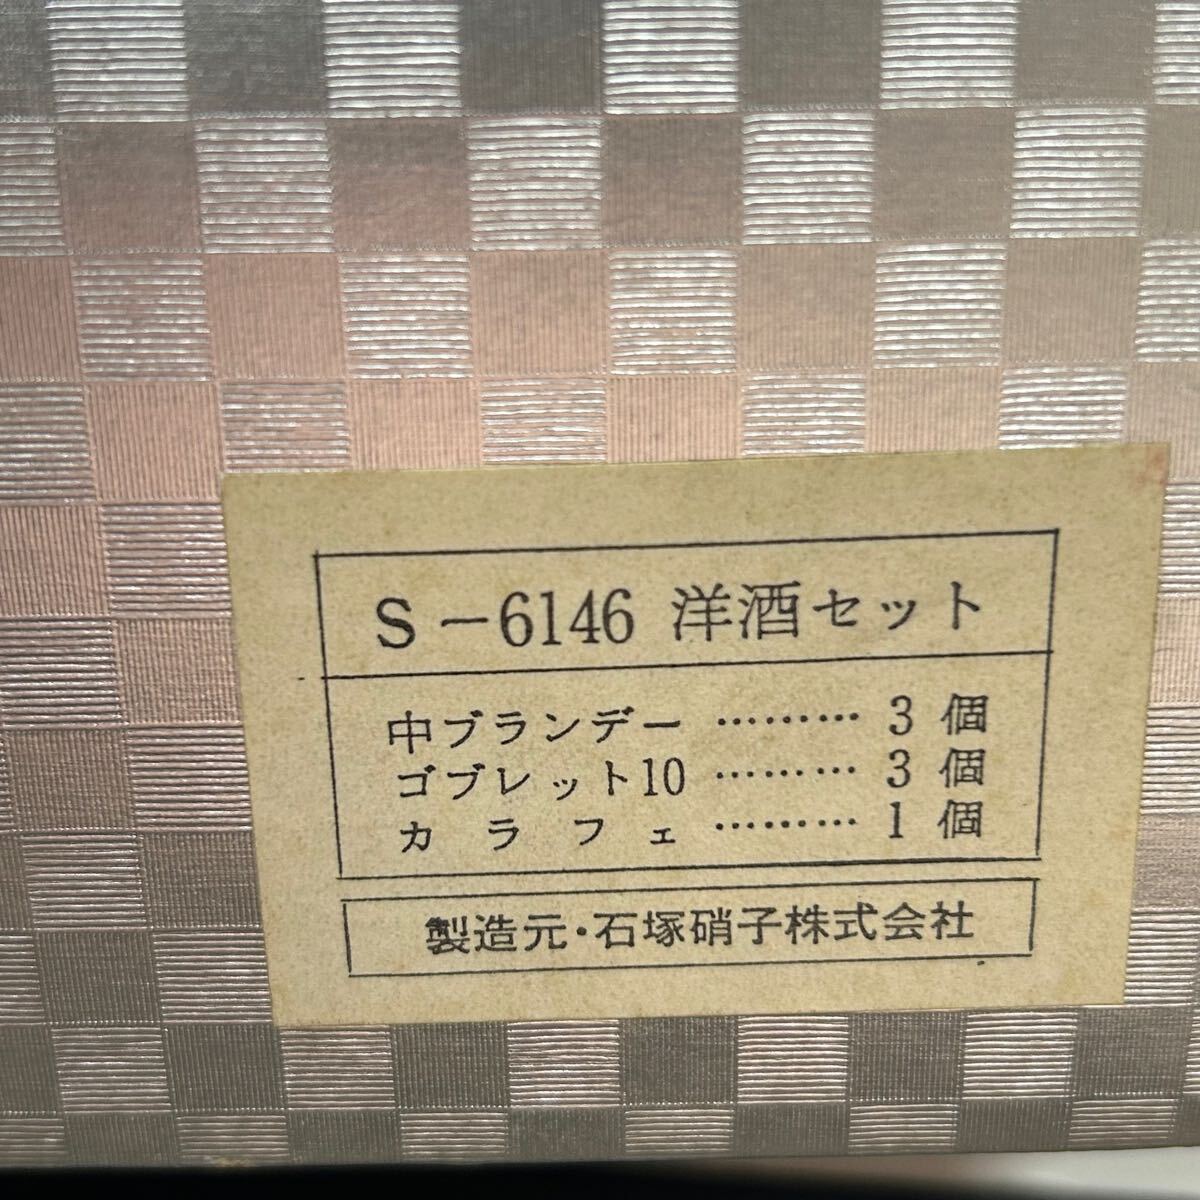 S－6146 洋酒セット
中ブランデー ……… 3 個
ゴブレット10 ……… 3 個
カラフェ ……… 1 個
製造元・石塚硝子株式会社